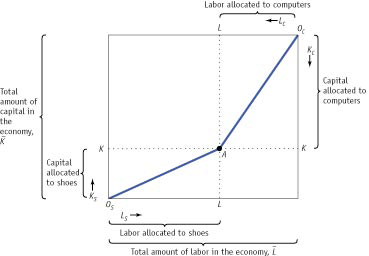 Labor allocated to computers
L_C
L
O_C
K_C
Capital
allocated to
computers
Total
amount of
capital in
the
economy,
K̄
K
A
K
Capital
allocated
to shoes
K_S
O_S
L
L_S
Labor allocated to shoes
Total amount of labor in the economy, L̄